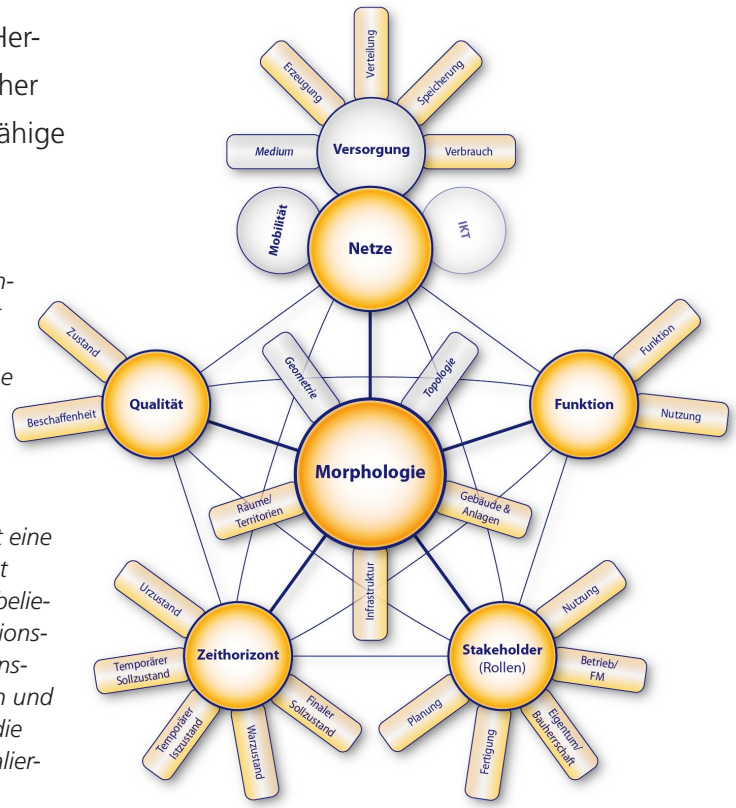 Her-
her
ähige
n-
ne
t eine
t
belie-
ions-
ns-
n und
die
lier-
Verteilung
Erzeugung
Speicherung
Medium
Versorgung
Verbrauch
Mobilität
Netze
IKT
Zustand
Beschaffenheit
Qualität
Geometrie
Topologie
Funktion
Funktion
Nutzung
Morphologie
Räume/
Territorien
Gebäude &
Anlagen
Infrastruktur
Urzustand
Temporärer
Sollzustand
Temporärer
Istzustand
Warzustand
Finaler
Sollzustand
Zeithorizont
Stakeholder
(Rollen)
Nutzung
Betrieb/
FM
Eigentum/
Bauherrschaft
Fertigung
Planung